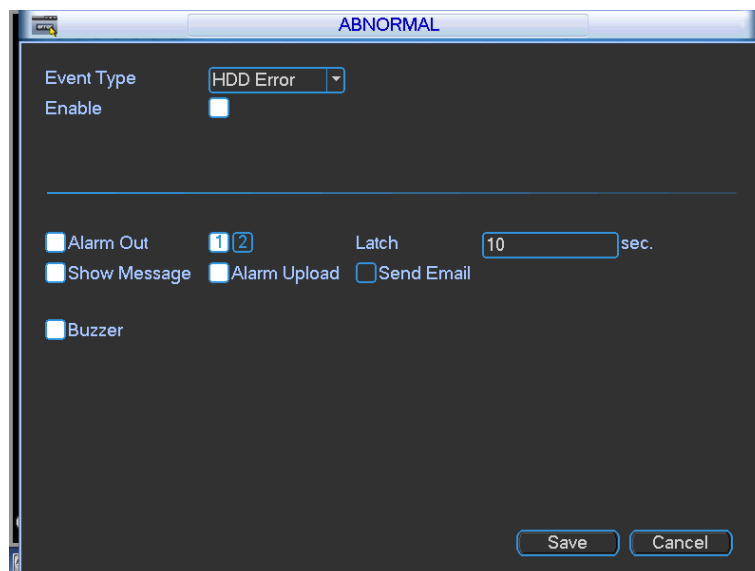 ABNORMAL
Event Type HDD Error
Enable
Alarm Out 1 2 Latch 10 sec.
Show Message Alarm Upload Send Email
Buzzer
Save Cancel